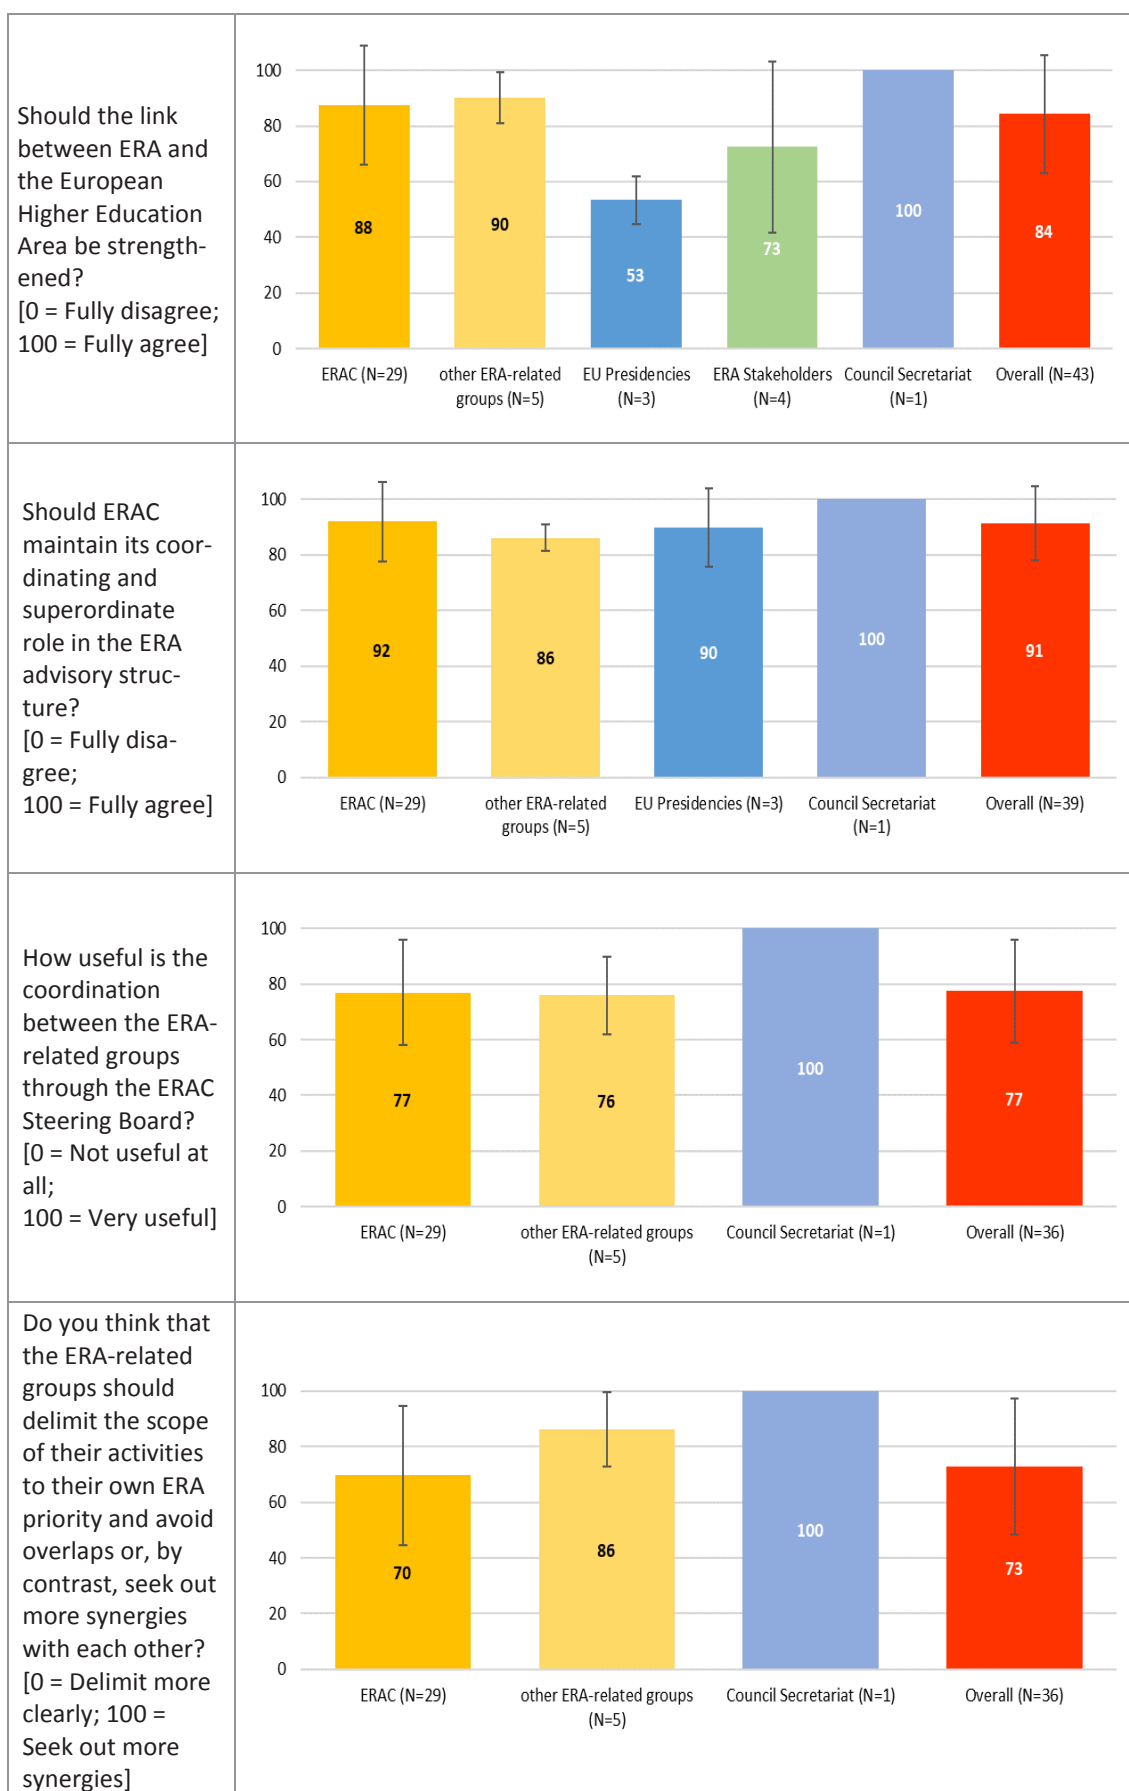 Should the link
between ERA and
the European
Higher Education
Area be strength-
ened?
[0 = Fully disagree;
100 = Fully agree]
100
80
60
40
20
0
88
90
53
73
100
84
ERAC (N=29)
other ERA-related
groups (N=5)
EU Presidencies
(N=3)
ERA Stakeholders
(N=4)
Council Secretariat
(N=1)
Overall (N=43)
Should ERAC
maintain its coor-
dinating and
superordinate
role in the ERA
advisory struc-
ture?
[0 = Fully disa-
gree;
100 = Fully agree]
100
80
60
40
20
0
92
86
90
100
91
ERAC (N=29)
other ERA-related
groups (N=5)
EU Presidencies (N=3)
Council Secretariat
(N=1)
Overall (N=39)
How useful is the
coordination
between the ERA-
related groups
through the ERAC
Steering Board?
[0 = Not useful at
all;
100 = Very useful]
100
80
60
40
20
0
77
76
100
77
ERAC (N=29)
other ERA-related groups
(N=5)
Council Secretariat (N=1)
Overall (N=36)
Do you think that
the ERA-related
groups should
delimit the scope
of their activities
to their own ERA
priority and avoid
overlaps or, by
contrast, seek out
more synergies
with each other?
[0 = Delimit more
clearly; 100 =
Seek out more
synergies]
100
80
60
40
20
0
70
86
100
73
ERAC (N=29)
other ERA-related groups
(N=5)
Council Secretariat (N=1)
Overall (N=36)